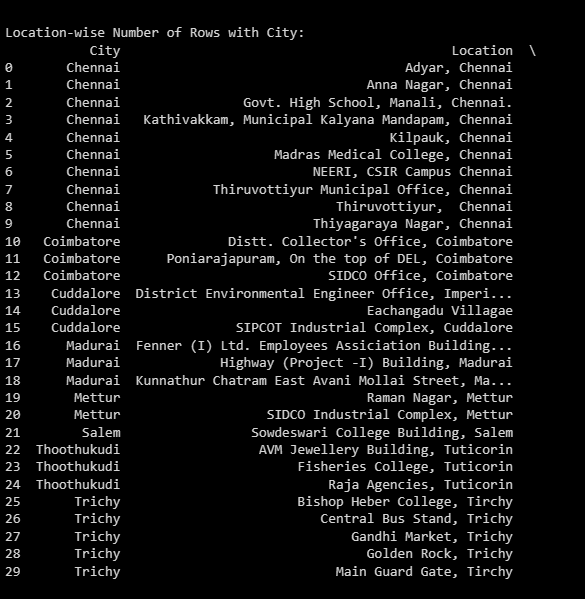 Location-wise Number of Rows with City:
City Location \
0 Chennai Adyar, Chennai
1 Chennai Anna Nagar, Chennai
2 Chennai Govt. High School, Manali, Chennai.
3 Chennai Kathivakkam, Municipal Kalyana Mandapam, Chennai
4 Chennai Kilpauk, Chennai
5 Chennai Madras Medical College, Chennai
6 Chennai NEERI, CSIR Campus Chennai
7 Chennai Thiruvottiyur Municipal Office, Chennai
8 Chennai Thiruvottiyur,  Chennai
9 Chennai Thiyagaraya Nagar, Chennai
10 Coimbatore Distt. Collector's Office, Coimbatore
11 Coimbatore Poniarajapuram, On the top of DEL, Coimbatore
12 Coimbatore SIDCO Office, Coimbatore
13 Cuddalore District Environmental Engineer Office, Imperi...
14 Cuddalore Eachangadu Villagae
15 Cuddalore SIPCOT Industrial Complex, Cuddalore
16 Madurai Fenner (I) Ltd. Employees Assiciation Building...
17 Madurai Highway (Project -I) Building, Madurai
18 Madurai Kunnathur Chatram East Avani Mollai Street, Ma...
19 Mettur Raman Nagar, Mettur
20 Mettur SIDCO Industrial Complex, Mettur
21 Salem Sowdeswari College Building, Salem
22 Thoothukudi AVM Jewellery Building, Tuticorin
23 Thoothukudi Fisheries College, Tuticorin
24 Thoothukudi Raja Agencies, Tuticorin
25 Trichy Bishop Heber College, Tirchy
26 Trichy Central Bus Stand, Trichy
27 Trichy Gandhi Market, Trichy
28 Trichy Golden Rock, Trichy
29 Trichy Main Guard Gate, Tirchy